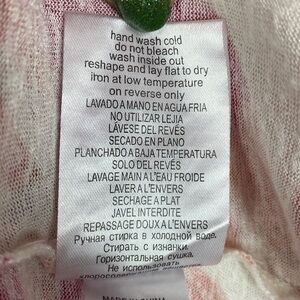 hand wash cold
do not bleach
wash inside out
reshape and lay flat to dry
iron at low temperature
on reverse only
LAVADO A MANO EN AGUA FRIA
NO UTILIZAR LEJIA
LÁVESE DEL REVÉS
SECADO EN PLANO
PLANCHADO A BAJA TEMPERATURA
SOLO DEL REVÉS
LAVAGE MAIN A L'EAU FROIDE
LAVER A L'ENVERS
SECHAGE A PLAT
JAVEL INTERDITE
REPASSAGE DOUX A L'ENVERS
Ручная стирка в холодной воде.
Стирать с изнанки.
Горизонтальная сушка.
Не использовать
MADE IN CHINA